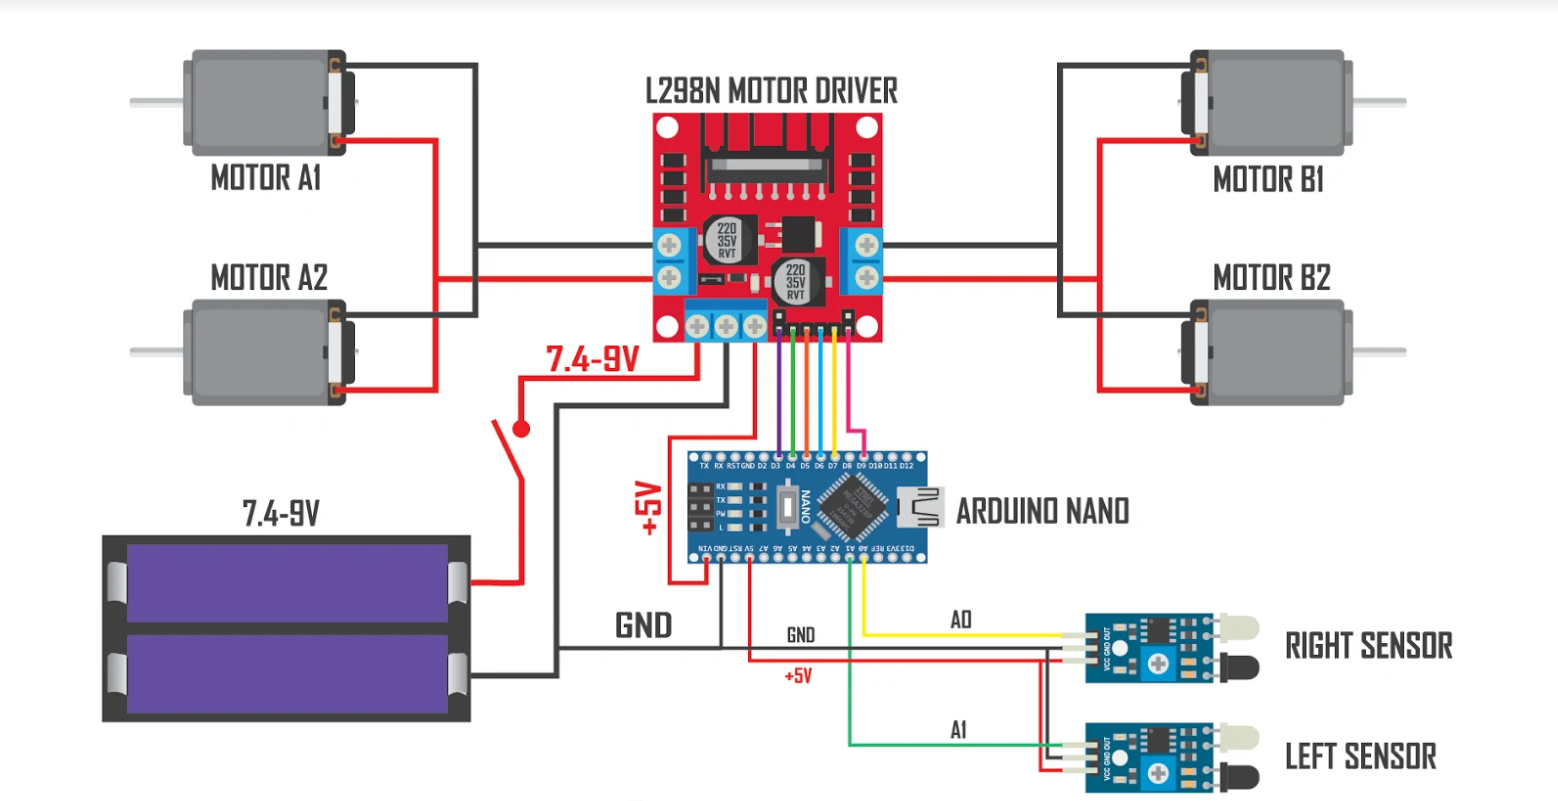 L298N MOTOR DRIVER
MOTOR A1
MOTOR B1
220
35V
RVT
MOTOR A2
MOTOR B2
220
35V
RVT
7.4-9V
TX RX RST GND D2 D3 D4 D5 D6 D7 D8 D9 D10 D11 D12
+5V
RX
TX
PW
L
NANO
ARDUINO NANO
7.4-9V
VIN GND RST 5V A7 A6 A5 A4 A3 A2 A1 A0 REF 3V3 D13
GND
GND
A0
VCC GND OUT
RIGHT SENSOR
+5V
A1
VCC GND OUT
LEFT SENSOR